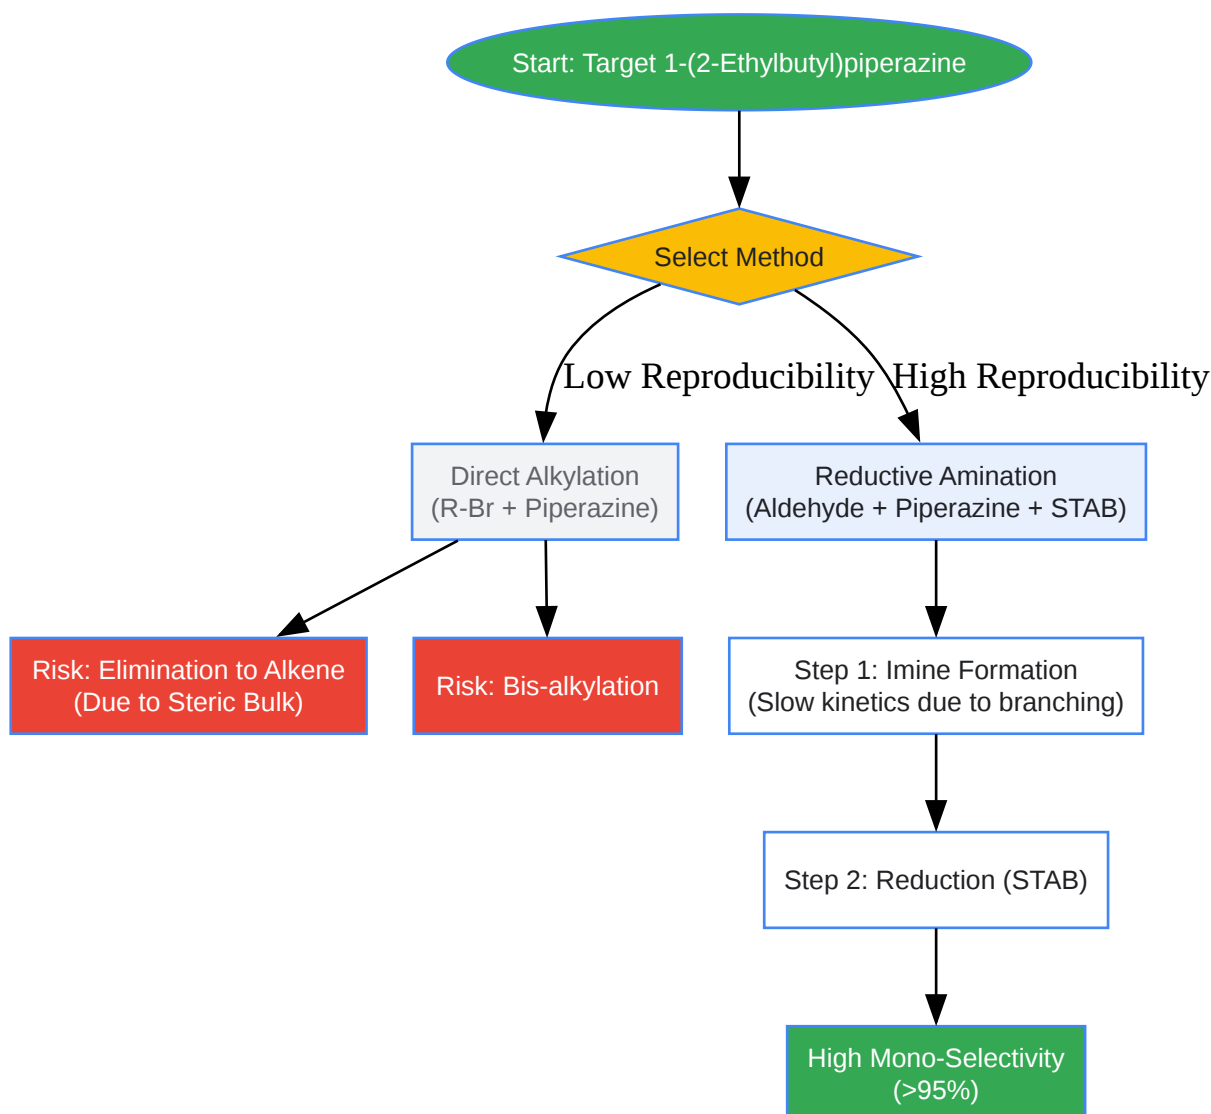 Start: Target 1-(2-Ethylbutyl)piperazine
Select Method
Low Reproducibility
High Reproducibility
Direct Alkylation
(R-Br + Piperazine)
Reductive Amination
(Aldehyde + Piperazine + STAB)
Risk: Elimination to Alkene
(Due to Steric Bulk)
Risk: Bis-alkylation
Step 1: Imine Formation
(Slow kinetics due to branching)
Step 2: Reduction (STAB)
High Mono-Selectivity
(>95%)